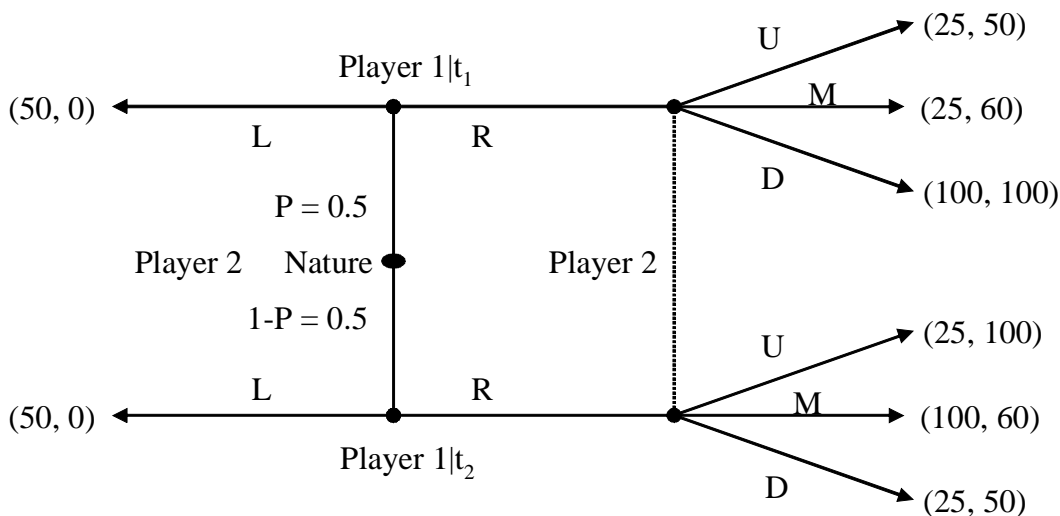 (25, 50)
U
Player 1|t₁
(50, 0)
M
(25, 60)
L
R
D
(100, 100)
P = 0.5
Player 2
Nature
Player 2
1-P = 0.5
(25, 100)
U
L
R
M
(50, 0)
(100, 60)
Player 1|t₂
D
(25, 50)